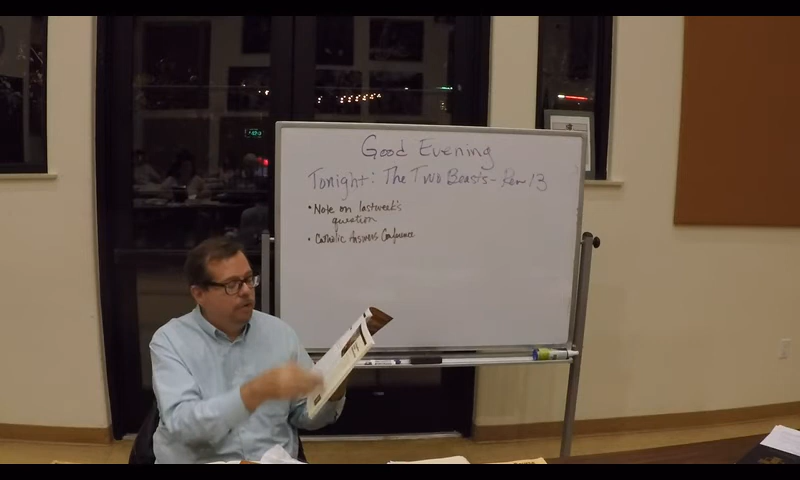 Good Evening
Tonight: The Two Beasts - Rev 13
• Note on last week's
question
• Catholic Answers Conference